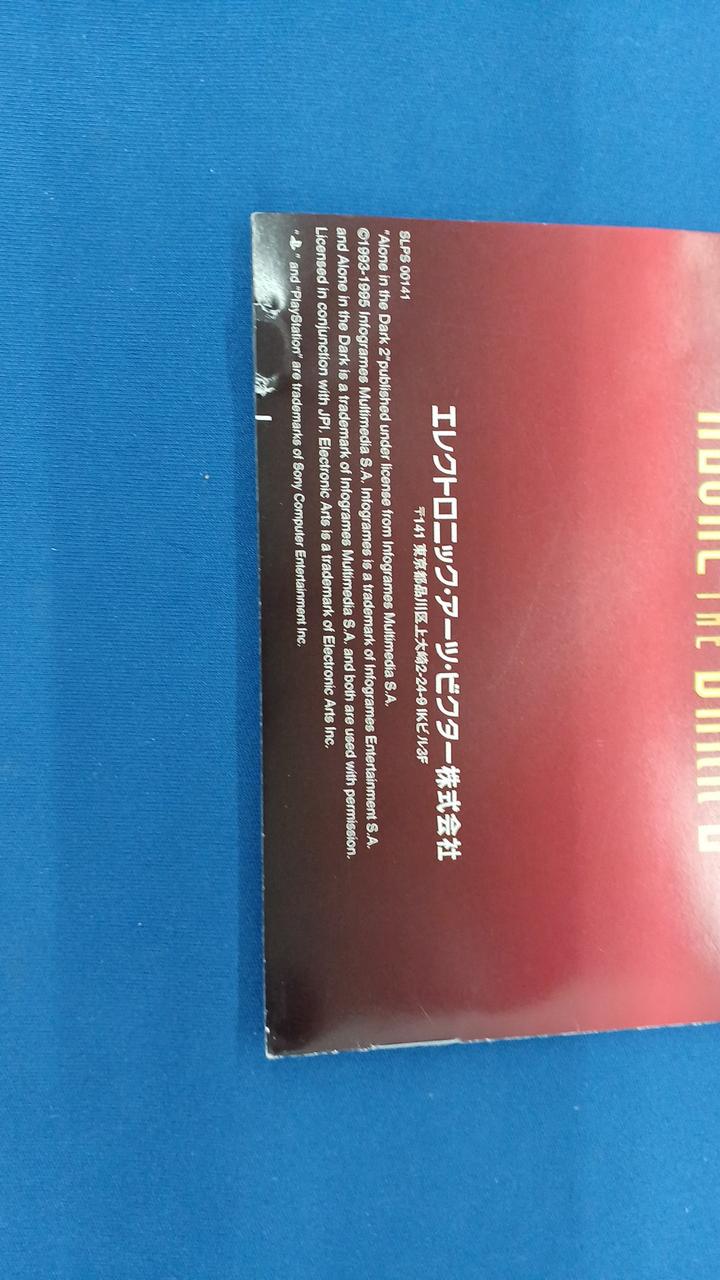 ALONE IN THE DARK 2
エレクトロニック・アーツ・ビクター株式会社
〒141 東京都品川区上大崎2-24-9 IKビル3F
SLPS 00141
"Alone in the Dark 2"published under license from Infogrames Multimedia S.A.
©1993-1995 Infogrames Multimedia S.A. Infogrames is a trademark of Infogrames Entertainment S.A.
and Alone in the Dark is a trademark of Infogrames Multimedia S.A. and both are used with permission.
Licensed in conjunction with JPI, Electronic Arts is a trademark of Electronic Arts Inc.
" " and "PlayStation" are trademarks of Sony Computer Entertainment Inc.